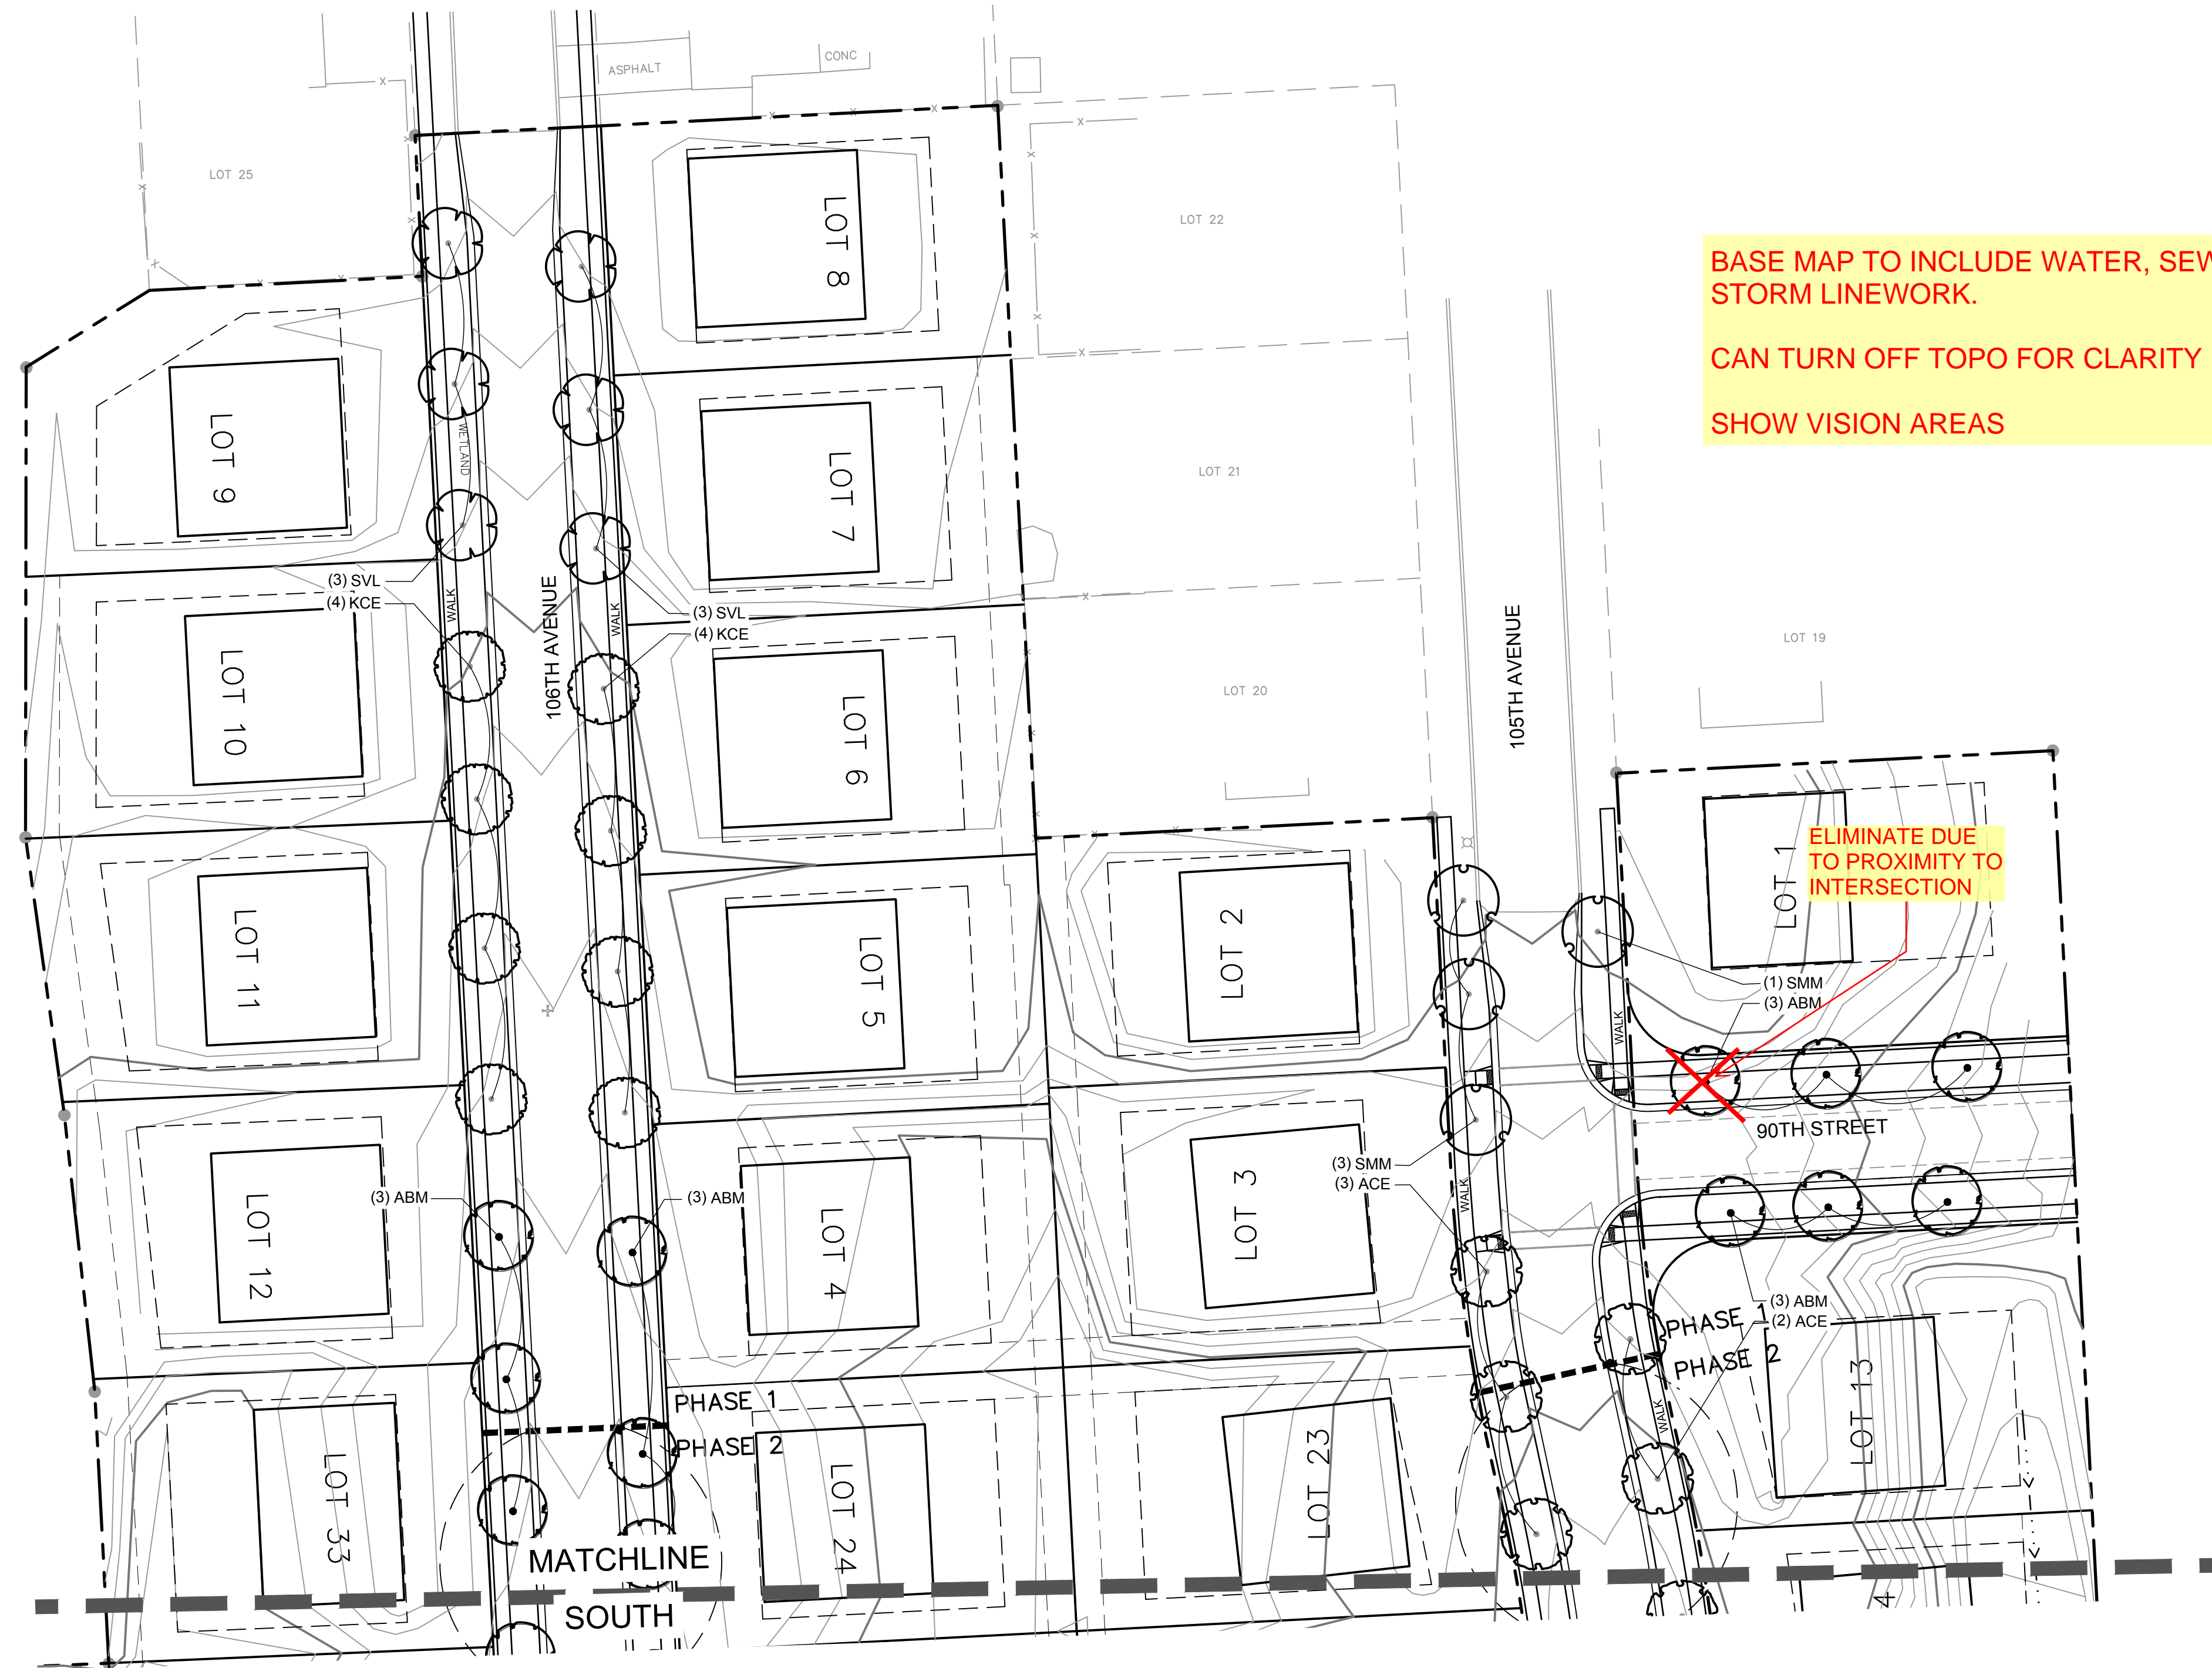 ASPHALT
CONC
LOT 25
LOT 8
LOT 22
BASE MAP TO INCLUDE WATER, SEW
STORM LINEWORK.
CAN TURN OFF TOPO FOR CLARITY
SHOW VISION AREAS
LOT 9
WETLAND
LOT 7
LOT 21
(3) SVL
(4) KCE
WALK
106TH AVENUE
WALK
(3) SVL
(4) KCE
105TH AVENUE
LOT 19
LOT 10
LOT 6
LOT 20
ELIMINATE DUE
TO PROXIMITY TO
INTERSECTION
LOT 1
LOT 11
LOT 5
LOT 2
(1) SMM
(3) ABM
WALK
90TH STREET
(3) SMM
(3) ACE
WALK
(3) ABM
(3) ABM
LOT 12
LOT 4
LOT 3
(3) ABM
(2) ACE
PHASE 1
PHASE 2
PHASE 1
PHASE 2
WALK
LOT 13
LOT 33
LOT 24
LOT 23
MATCHLINE
SOUTH
4